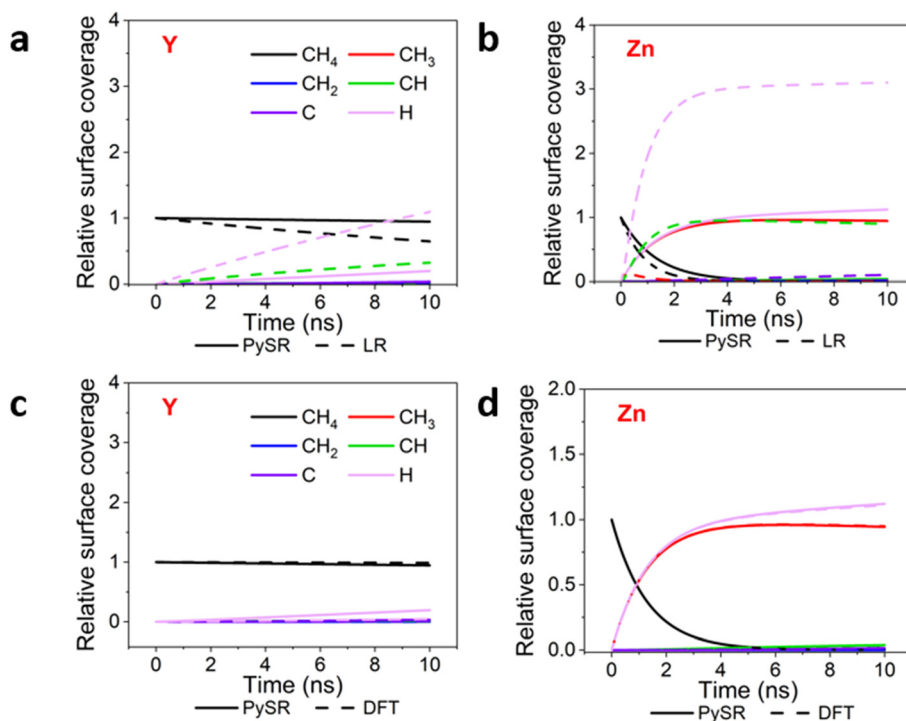 a
Y
CH4 CH3
CH2 CH
C H
Relative surface coverage
4
3
2
1
0
0 2 4 6 8 10
Time (ns)
PySR LR
b
Zn
Relative surface coverage
4
3
2
1
0
0 2 4 6 8 10
Time (ns)
PySR LR
c
Y
CH4 CH3
CH2 CH
C H
Relative surface coverage
4
3
2
1
0
0 2 4 6 8 10
Time (ns)
PySR DFT
d
Zn
Relative surface coverage
2.0
1.5
1.0
0.5
0.0
0 2 4 6 8 10
Time (ns)
PySR DFT